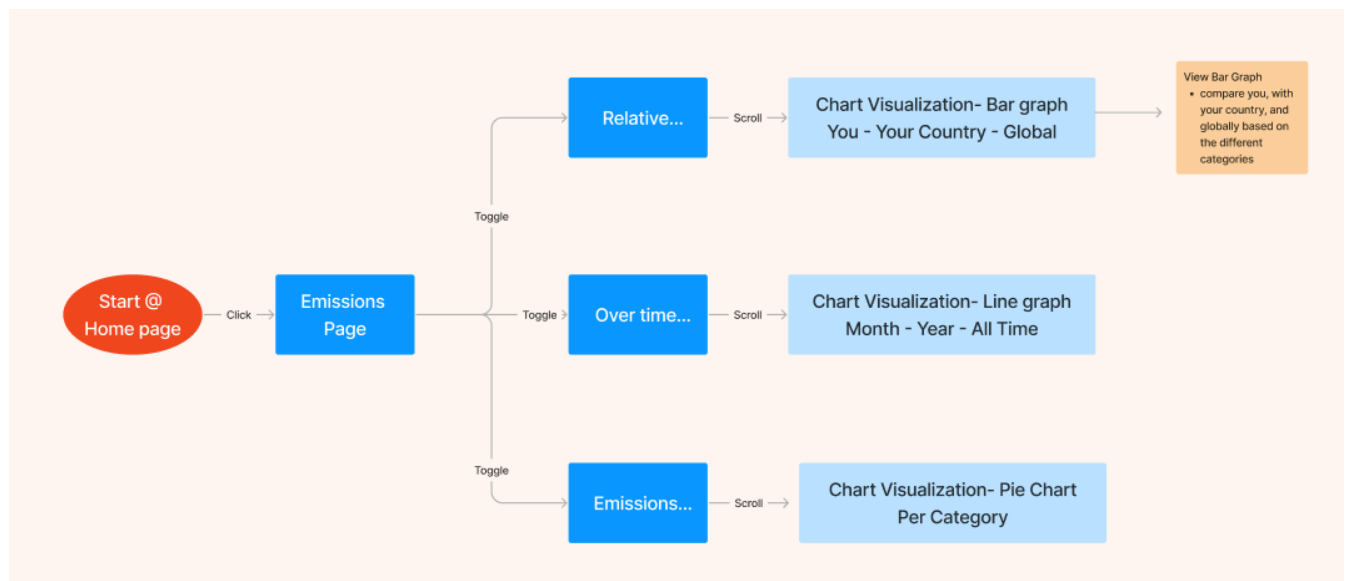 Start @
Home page
Click
Emissions
Page
Toggle
Relative...
Scroll
Chart Visualization- Bar graph
You - Your Country - Global
View Bar Graph
• compare you, with
your country, and
globally based on
the different
categories
Toggle
Over time...
Scroll
Chart Visualization- Line graph
Month - Year - All Time
Toggle
Emissions...
Scroll
Chart Visualization- Pie Chart
Per Category